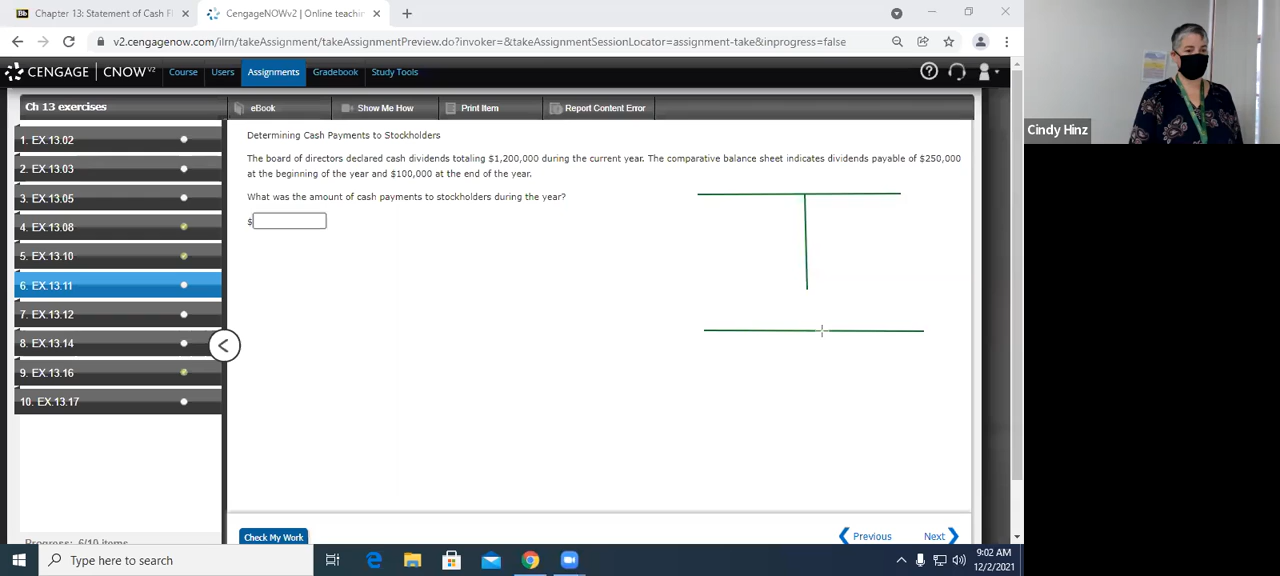 Chapter 13: Statement of Cash Fl
CengageNOWv2 | Online teachin
v2.cengagenow.com/ilrn/takeAssignment/takeAssignmentPreview.do?invoker=&takeAssignmentSessionLocator=assignment-take&inprogress=false
CENGAGE | CNOWv2 Course Users Assignments Gradebook Study Tools
Ch 13 exercises
eBook Show Me How Print Item Report Content Error
1. EX.13.02
2. EX.13.03
3. EX.13.05
4. EX.13.08
5. EX.13.10
6. EX.13.11
7. EX.13.12
8. EX.13.14
9. EX.13.16
10. EX.13.17
Progress: 6/10 items
Determining Cash Payments to Stockholders
The board of directors declared cash dividends totaling $1,200,000 during the current year. The comparative balance sheet indicates dividends payable of $250,000
at the beginning of the year and $100,000 at the end of the year.
What was the amount of cash payments to stockholders during the year?
$
Check My Work
Previous Next
Cindy Hinz
Type here to search
9:02 AM
12/2/2021